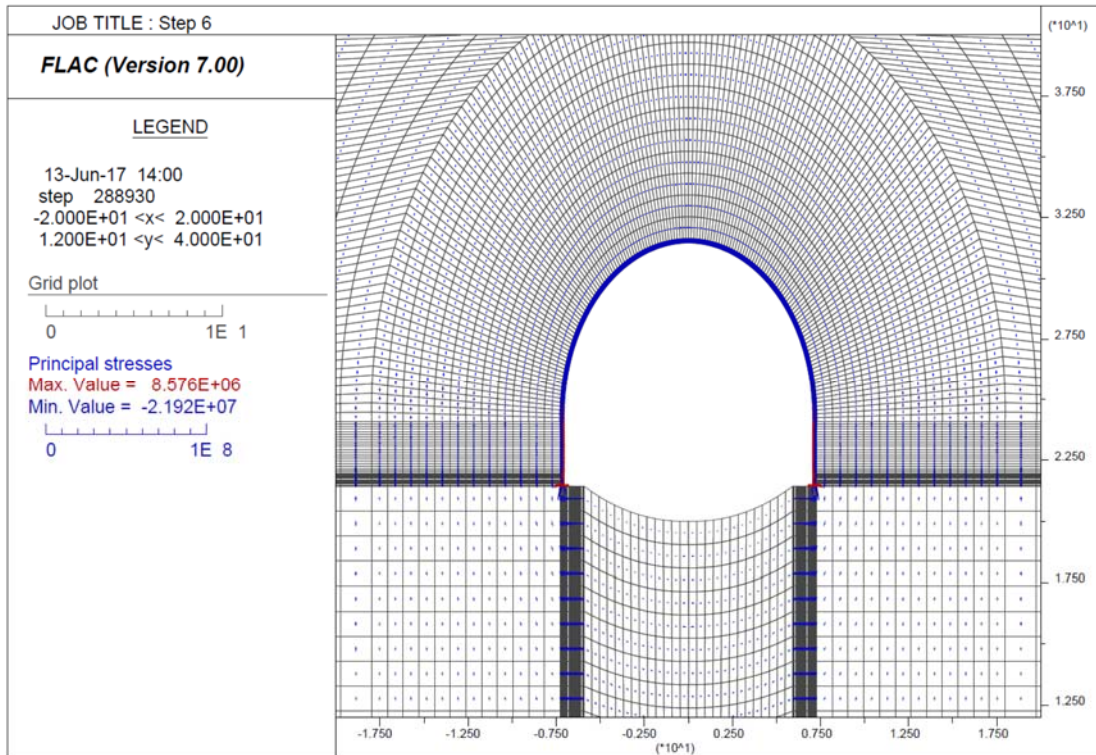 JOB TITLE : Step 6
(*10^1)
FLAC (Version 7.00)
LEGEND
13-Jun-17 14:00
step 288930
-2.000E+01 <x< 2.000E+01
1.200E+01 <y< 4.000E+01
Grid plot
0 1E 1
Principal stresses
Max. Value = 8.576E+06
Min. Value = -2.192E+07
0 1E 8
3.750
3.250
2.750
2.250
1.750
1.250
-1.750 -1.250 -0.750 -0.250 0.250 0.750 1.250 1.750
(*10^1)